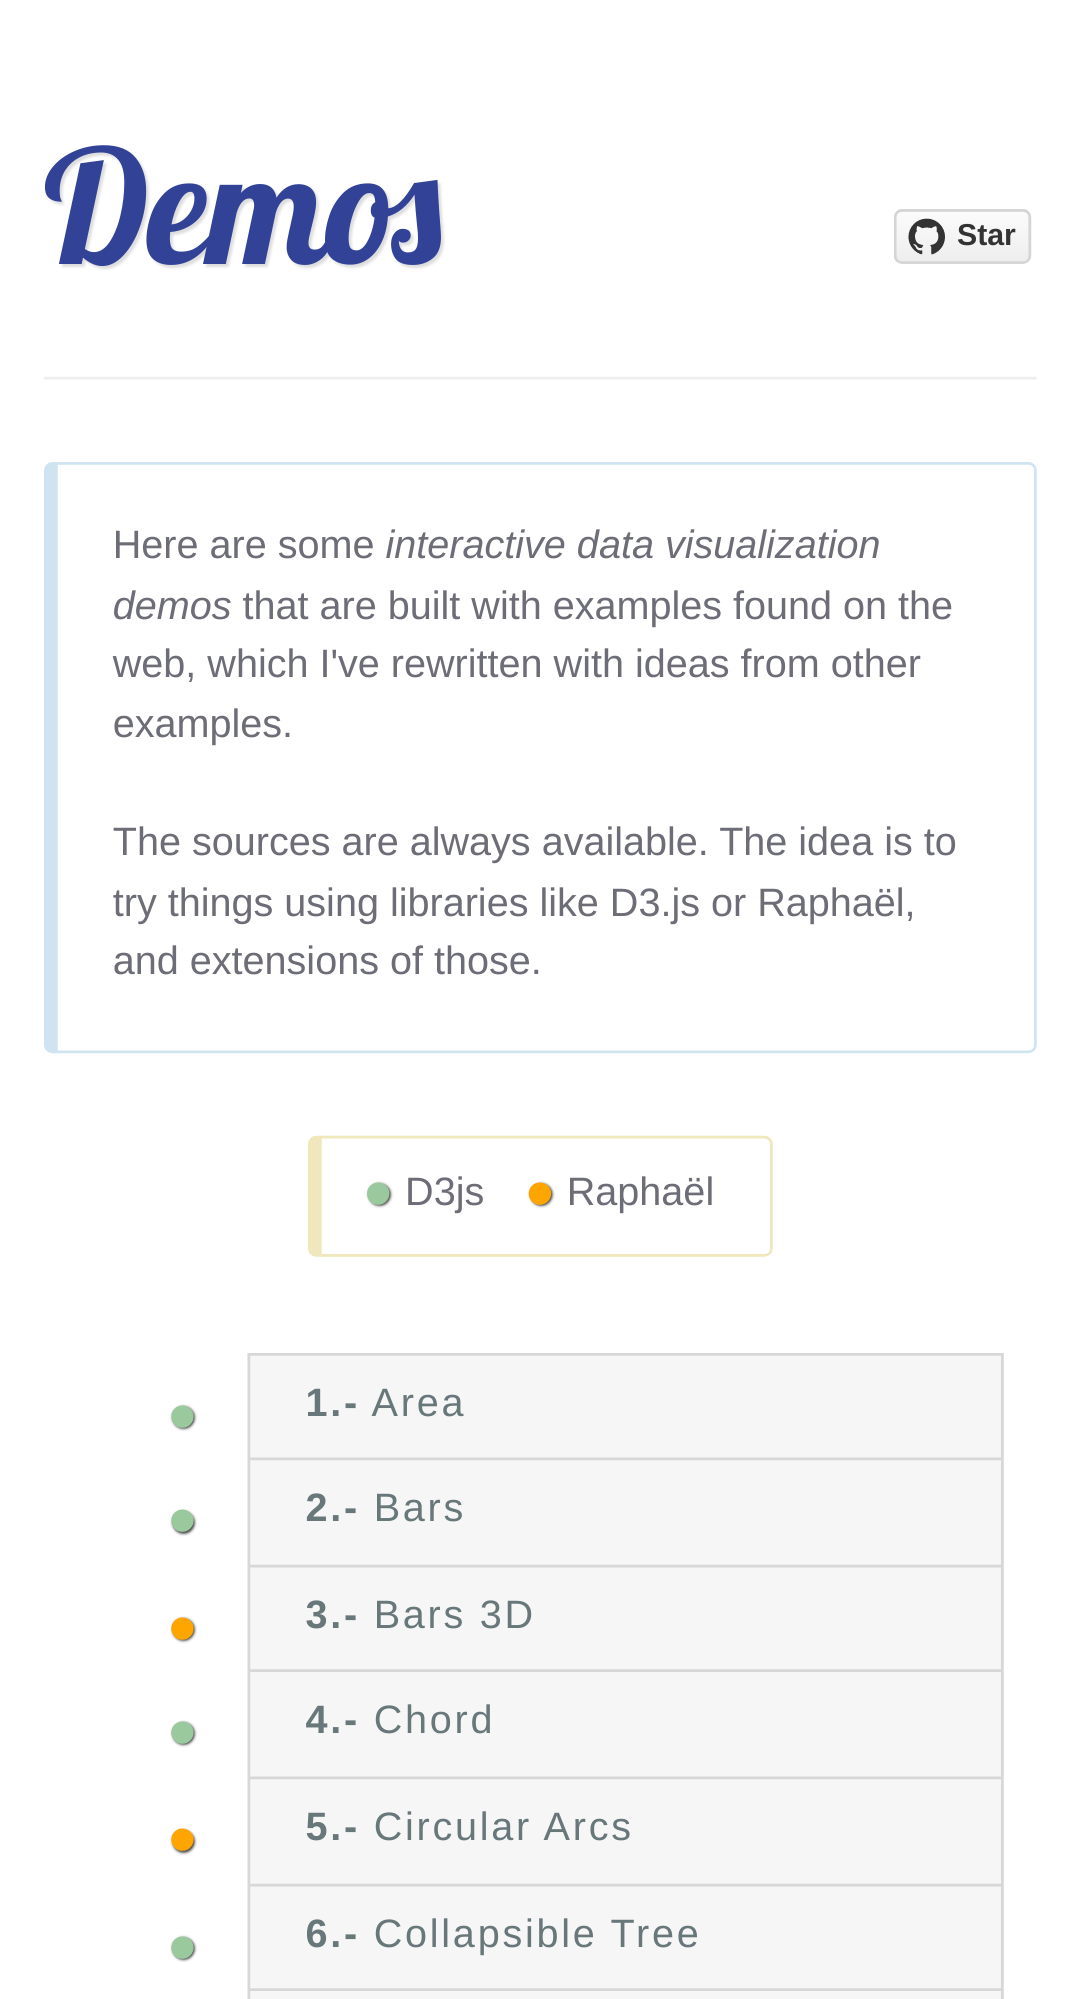 Demos
Star
Here are some interactive data visualization
demos that are built with examples found on the
web, which I've rewritten with ideas from other
examples.
The sources are always available. The idea is to
try things using libraries like D3.js or Raphaël,
and extensions of those.
D3js Raphaël
1.- Area
2.- Bars
3.- Bars 3D
4.- Chord
5.- Circular Arcs
6.- Collapsible Tree